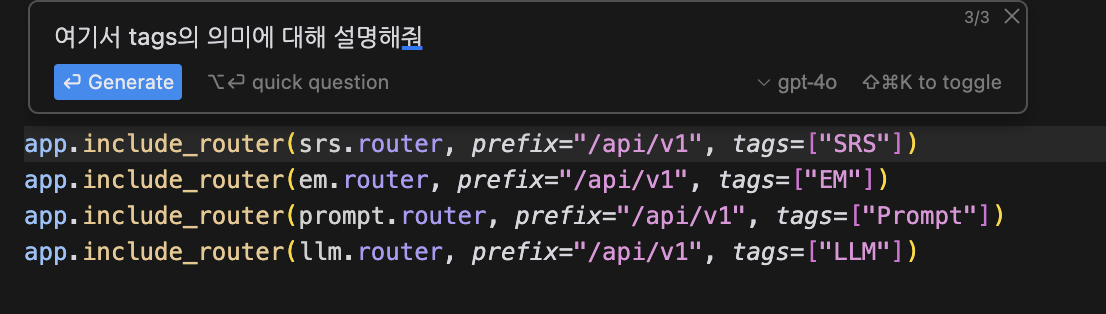 3/3
여기서 tags의 의미에 대해 설명해줘
Generate quick question gpt-4o ⇧⌘K to toggle
app.include_router(srs.router, prefix="/api/v1", tags=["SRS"])
app.include_router(em.router, prefix="/api/v1", tags=["EM"])
app.include_router(prompt.router, prefix="/api/v1", tags=["Prompt"])
app.include_router(llm.router, prefix="/api/v1", tags=["LLM"])